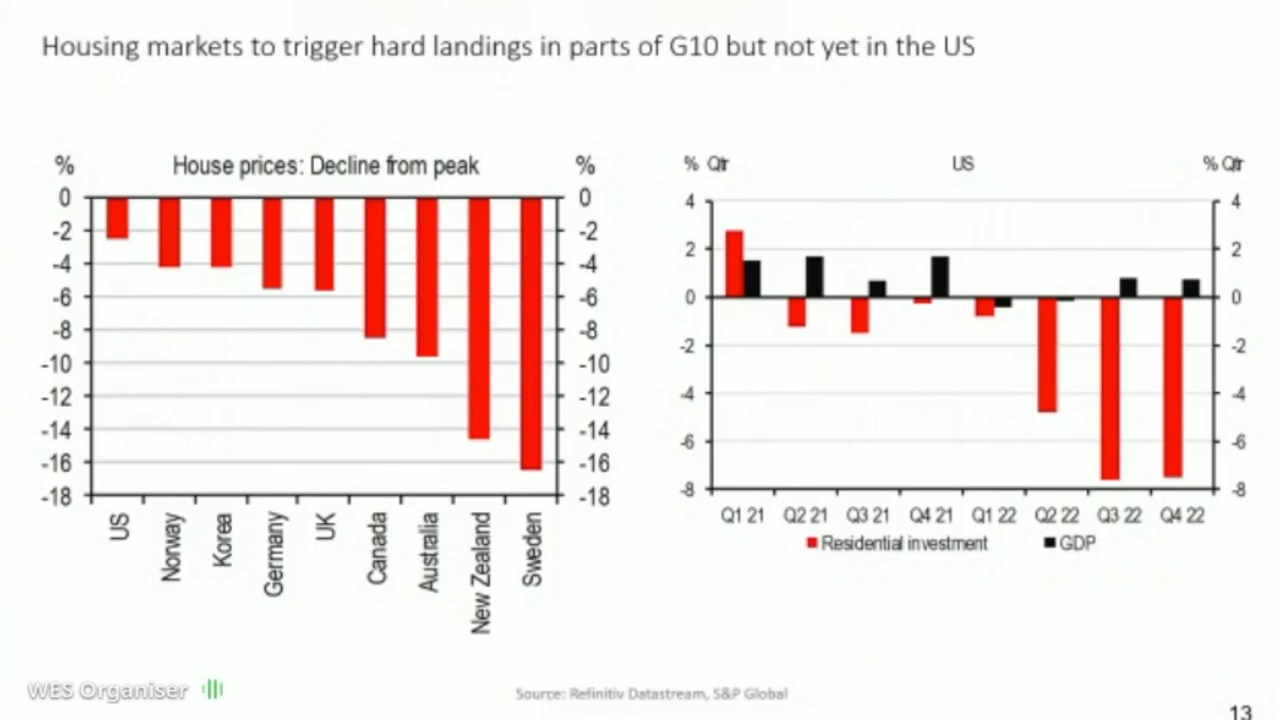 Housing markets to trigger hard landings in parts of G10 but not yet in the US
% House prices: Decline from peak %
0 0
-2 -2
-4 -4
-6 -6
-8 -8
-10 -10
-12 -12
-14 -14
-16 -16
-18 -18
US Norway Korea Germany UK Canada Australia New Zealand Sweden
% Qtr US % Qtr
4 4
2 2
0 0
-2 -2
-4 -4
-6 -6
-8 -8
Q1 21 Q2 21 Q3 21 Q4 21 Q1 22 Q2 22 Q3 22 Q4 22
Residential investment GDP
WES Organiser
Source: Refinitiv Datastream, S&P Global
13